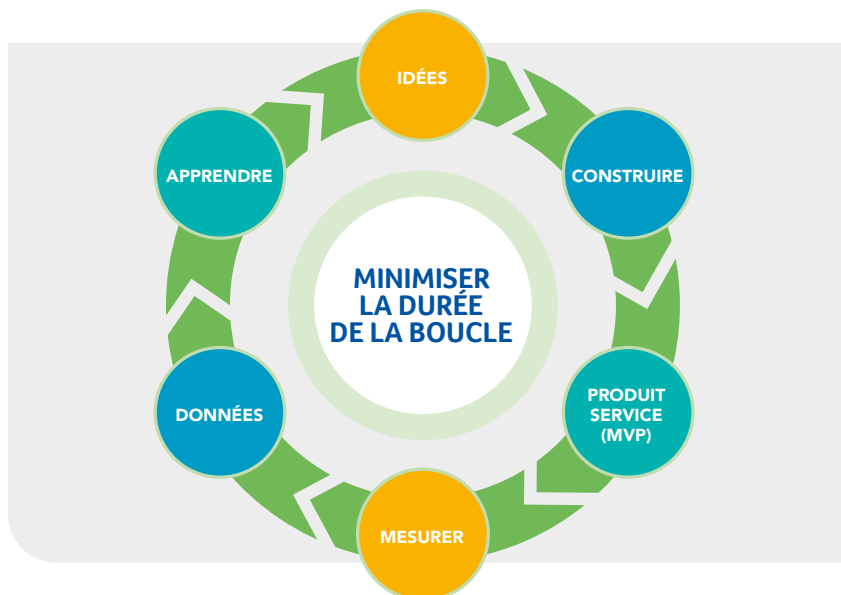 IDÉES
CONSTRUIRE
PRODUIT
SERVICE
(MVP)
MESURER
DONNÉES
APPRENDRE
MINIMISER
LA DURÉE
DE LA BOUCLE